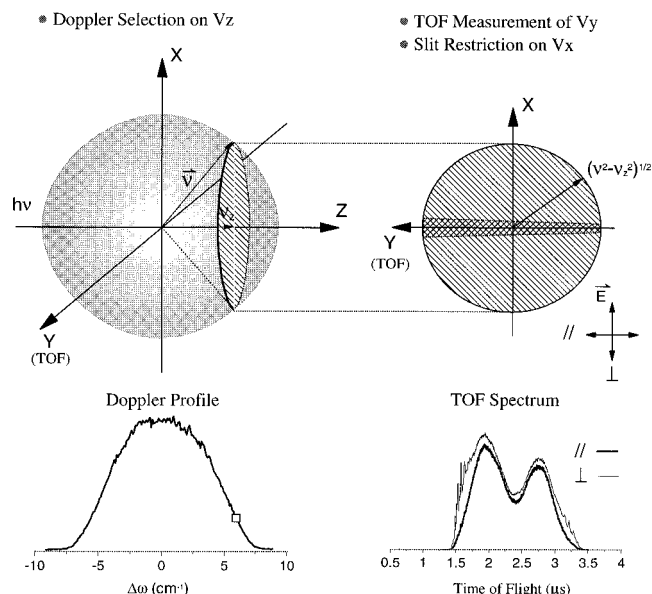 Doppler Selection on Vz
TOF Measurement of Vy
Slit Restriction on Vx
X
X
v
(v²-vz²)^1/2
hν
Vz
Z
Y
(TOF)
Y
(TOF)
E
//
⊥
Doppler Profile
TOF Spectrum
//
⊥
-10 -5 0 5 10
0.5 1 1.5 2 2.5 3 3.5 4
Δω (cm⁻¹)
Time of Flight (μs)